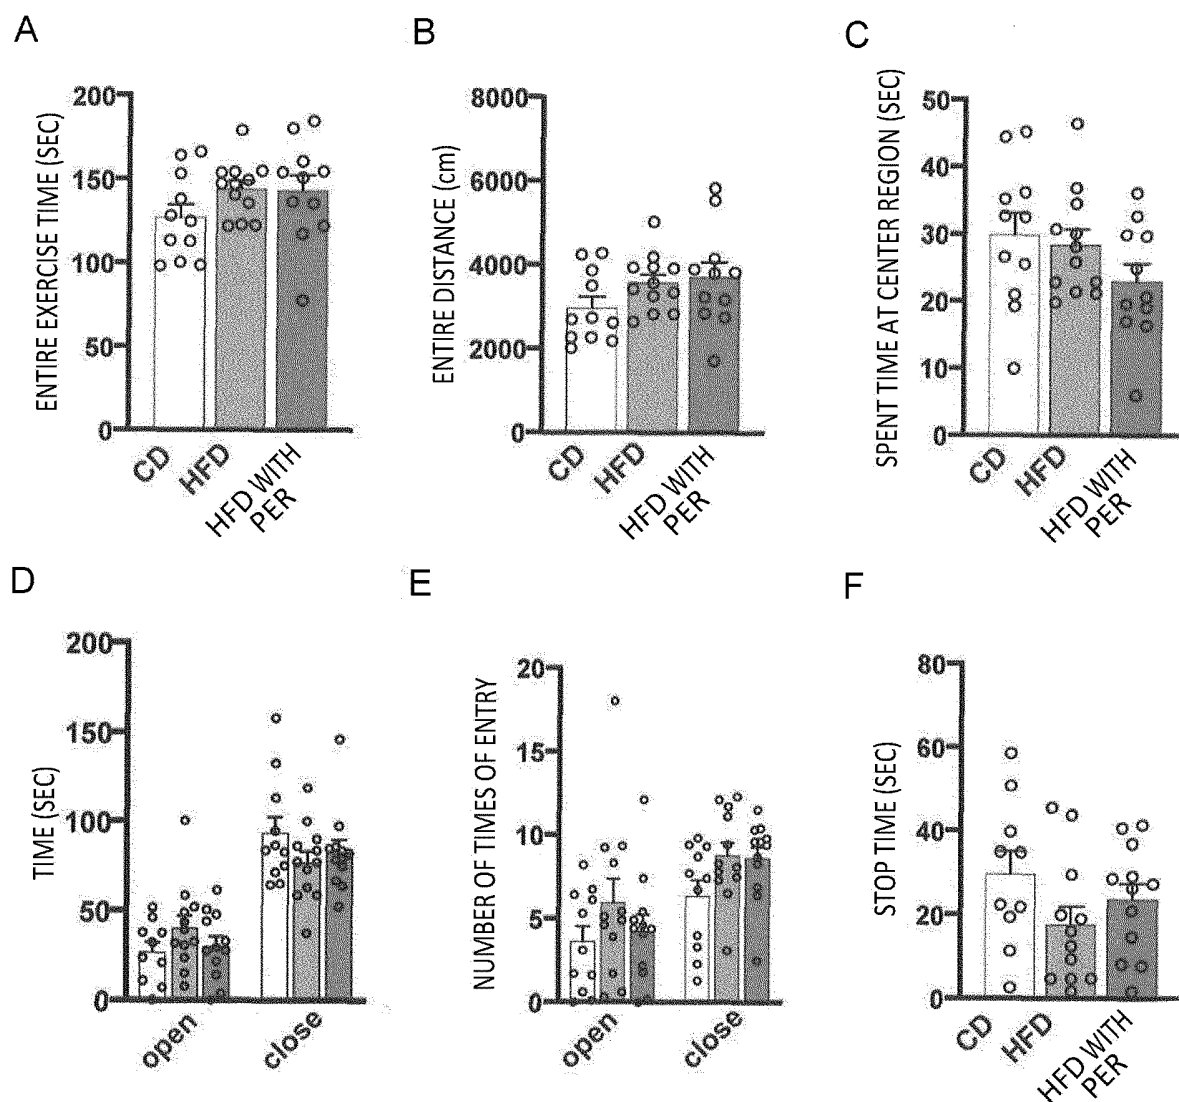 A
ENTIRE EXERCISE TIME (SEC)
200
150
100
50
0
CD
HFD
HFD WITH
PER
B
ENTIRE DISTANCE (cm)
8000
6000
4000
2000
0
CD
HFD
HFD WITH
PER
C
SPENT TIME AT CENTER REGION (SEC)
50
40
30
20
10
0
CD
HFD
HFD WITH
PER
D
TIME (SEC)
200
150
100
50
0
open
close
E
NUMBER OF TIMES OF ENTRY
20
15
10
5
0
open
close
F
STOP TIME (SEC)
80
60
40
20
0
CD
HFD
HFD WITH
PER